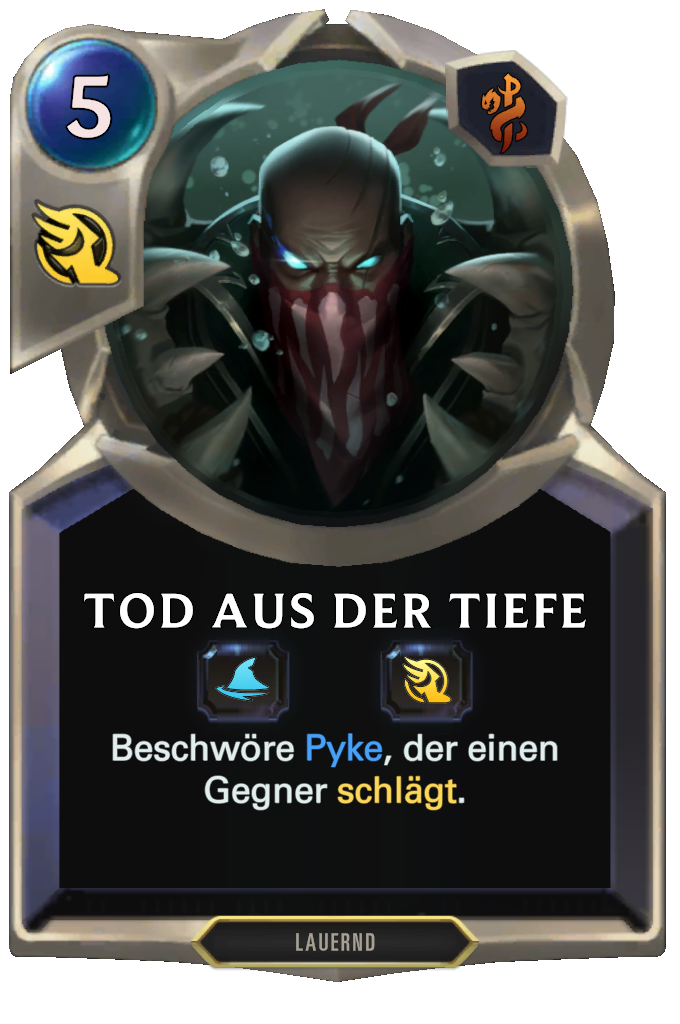 5
TOD AUS DER TIEFE
Beschwöre Pyke, der einen
Gegner schlägt.
LAUERND